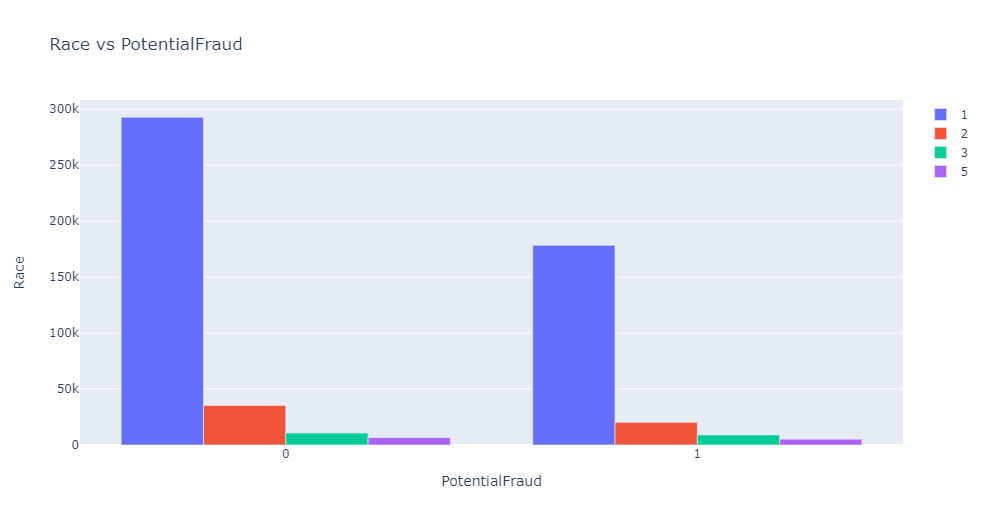 Race vs PotentialFraud
300k
250k
200k
150k
100k
50k
0
Race
0
1
PotentialFraud
1
2
3
5